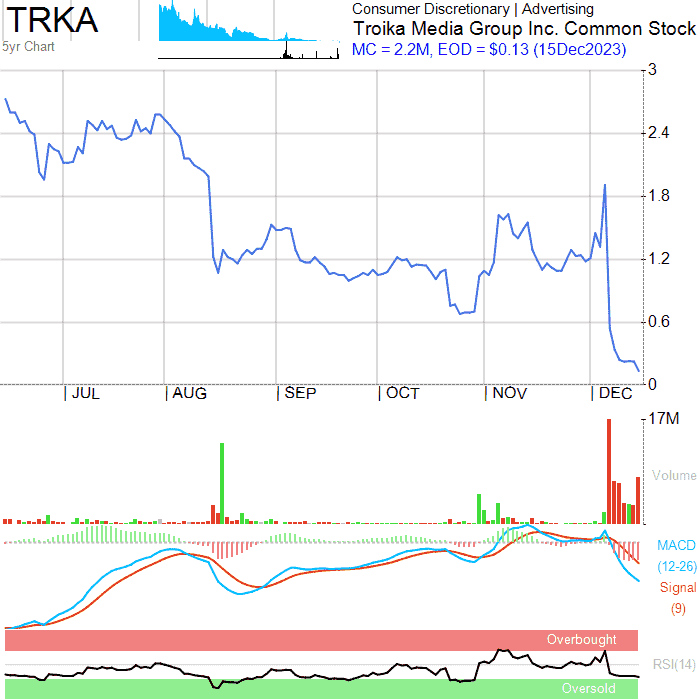 TRKA
5yr Chart
Consumer Discretionary | Advertising
Troika Media Group Inc. Common Stock
MC = 2.2M, EOD = $0.13 (15Dec2023)
3
2.4
1.8
1.2
0.6
0
| JUL | AUG | SEP | OCT | NOV | DEC
17M
Volume
MACD
(12-26)
Signal
(9)
Overbought
RSI(14)
Oversold